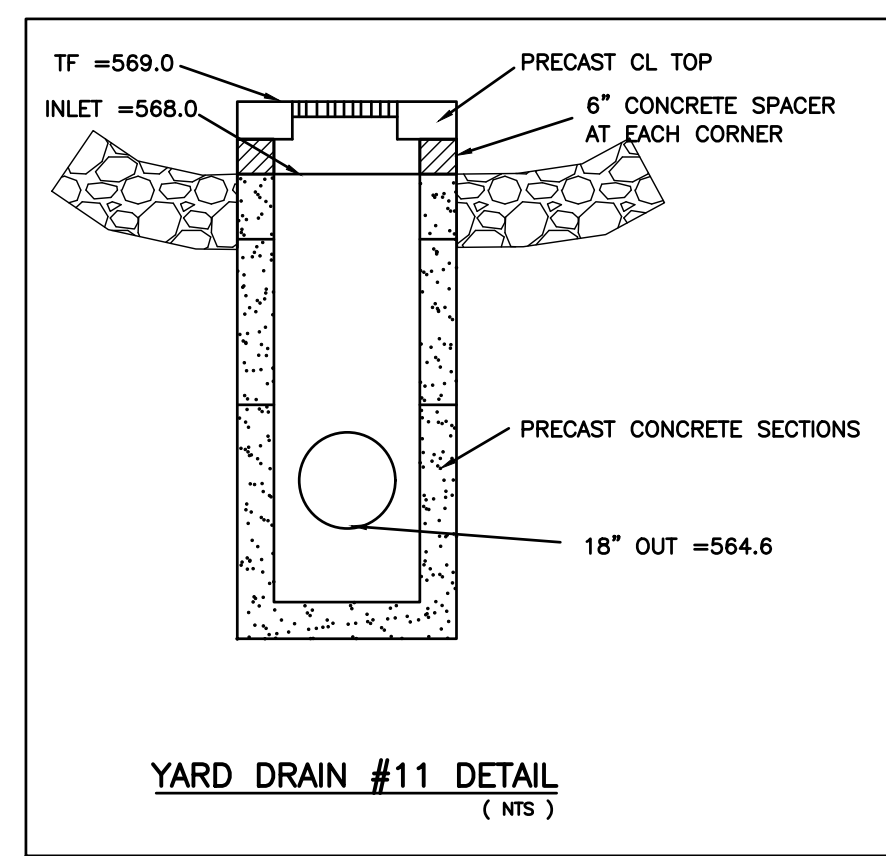 TF =569.0
INLET =568.0
PRECAST CL TOP
6" CONCRETE SPACER
AT EACH CORNER
PRECAST CONCRETE SECTIONS
18" OUT =564.6
YARD DRAIN #11 DETAIL
( NTS )